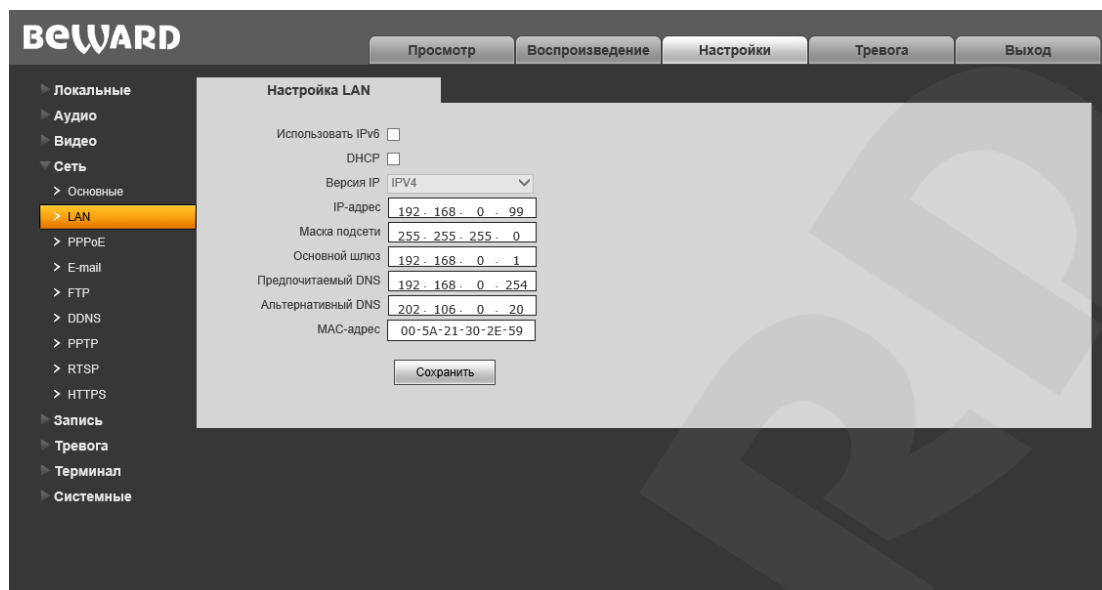 BEWARD
Просмотр Воспроизведение Настройки Тревога Выход
Локальные
Аудио
Видео
Сеть
> Основные
> LAN
> PPPoE
> E-mail
> FTP
> DDNS
> PPTP
> RTSP
> HTTPS
Запись
Тревога
Терминал
Системные
Настройка LAN
Использовать IPv6
DHCP
Версия IP IPV4
IP-адрес 192 . 168 . 0 . 99
Маска подсети 255 . 255 . 255 . 0
Основной шлюз 192 . 168 . 0 . 1
Предпочитаемый DNS 192 . 168 . 0 . 254
Альтернативный DNS 202 . 106 . 0 . 20
MAC-адрес 00-5A-21-30-2E-59
Сохранить